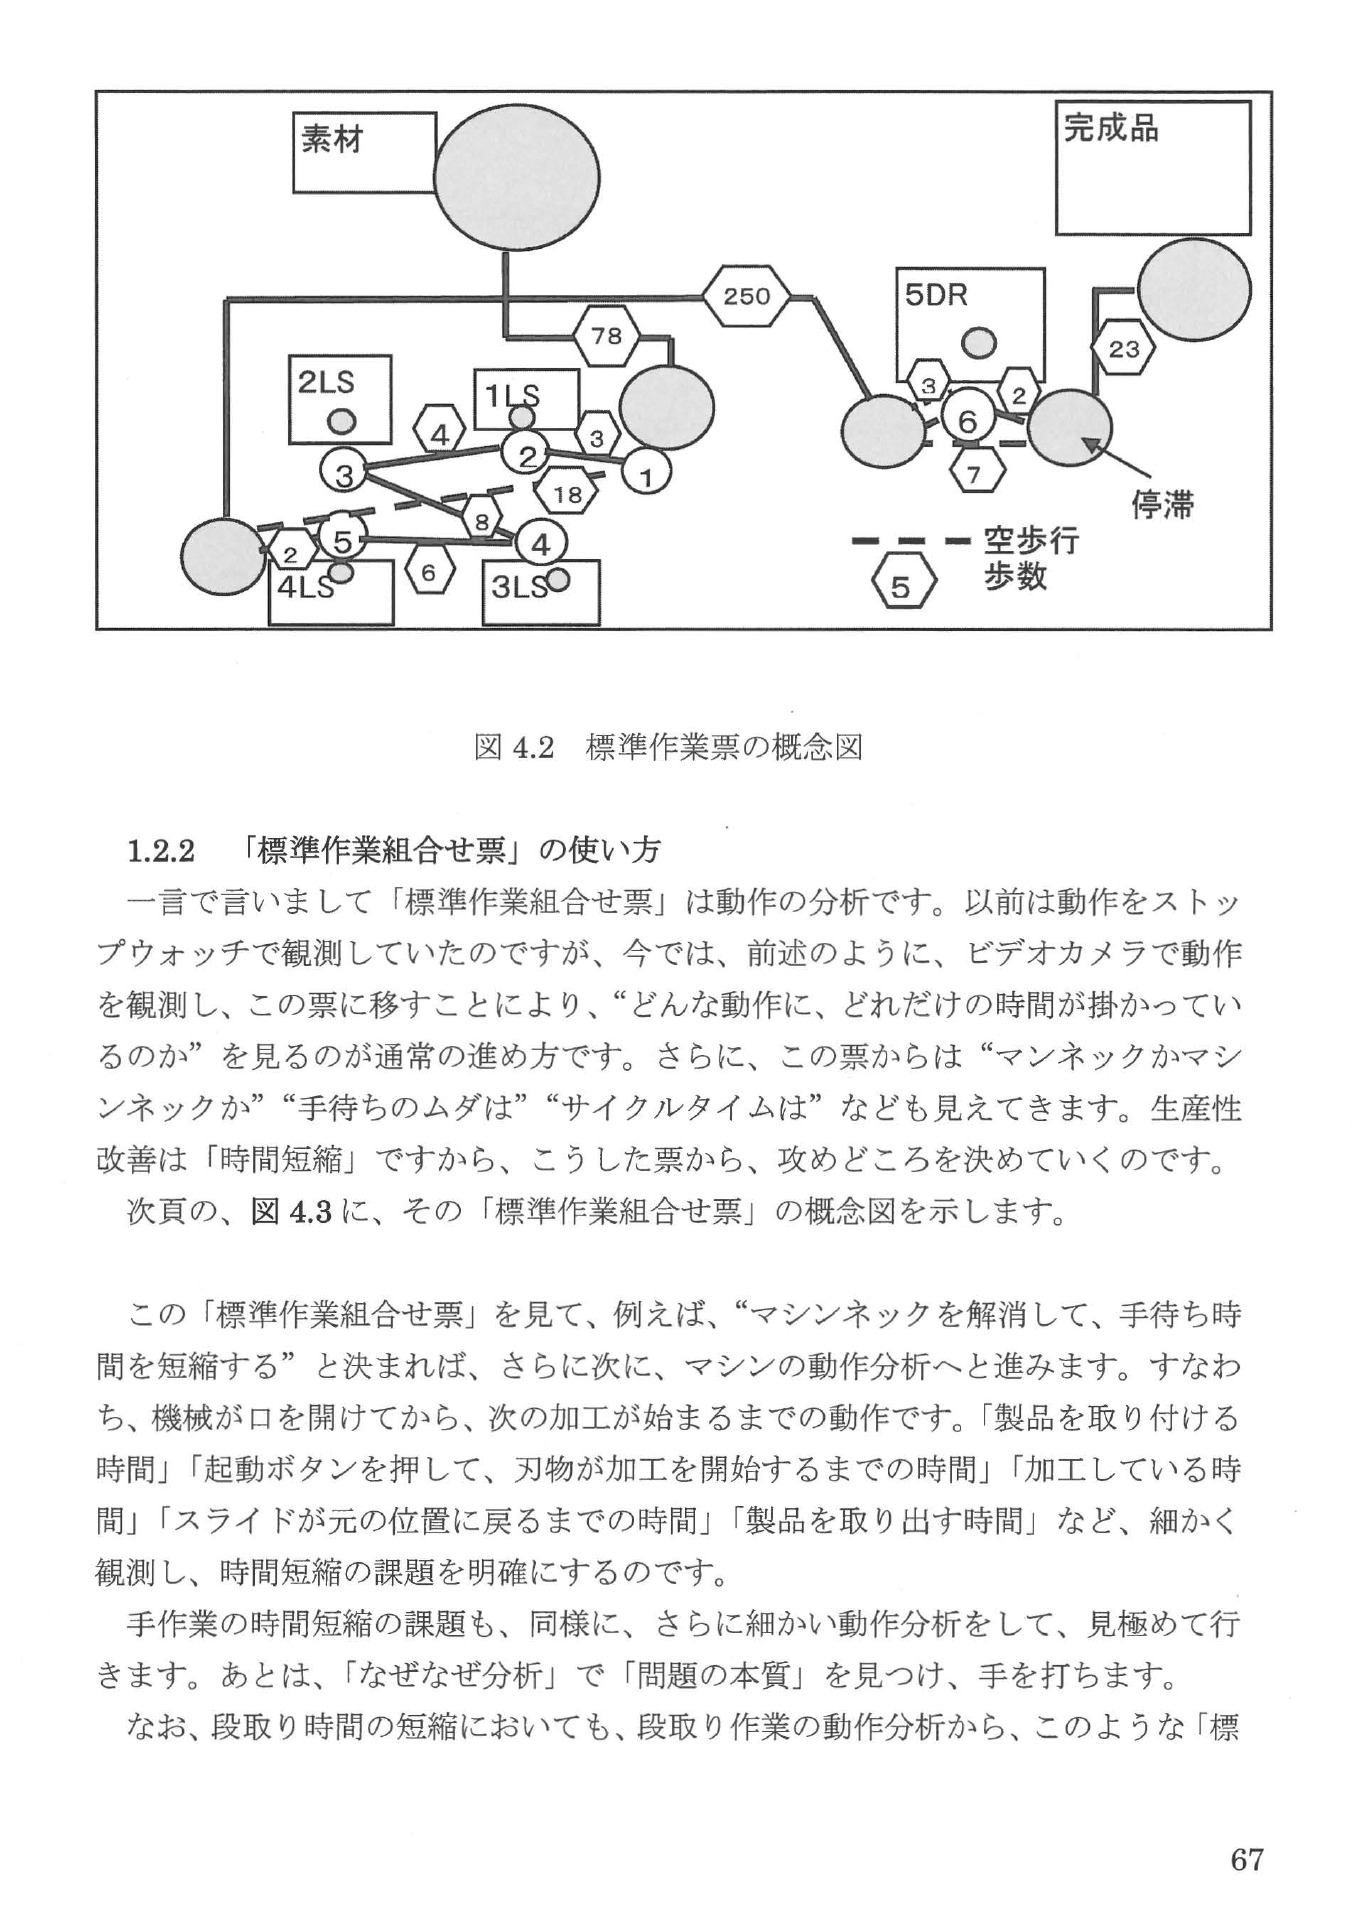 素材
完成品
250
5DR
78
23
2LS
1LS
3
2
4
3
6
3
2
1
7
18
停滞
8
5
4
空歩行
2
6
5
歩数
4LS
3LS
図 4.2　標準作業票の概念図
1.2.2　「標準作業組合せ票」の使い方
一言で言いまして「標準作業組合せ票」は動作の分析です。以前は動作をストッ
プウォッチで観測していたのですが、今では、前述のように、ビデオカメラで動作
を観測し、この票に移すことにより、“どんな動作に、どれだけの時間が掛かってい
るのか” を見るのが通常の進め方です。さらに、この票からは “マンネックかマシ
ンネックか” “手待ちのムダは” “サイクルタイムは” なども見えてきます。生産性
改善は「時間短縮」ですから、こうした票から、攻めどころを決めていくのです。
次頁の、図 4.3 に、その「標準作業組合せ票」の概念図を示します。
この「標準作業組合せ票」を見て、例えば、“マシンネックを解消して、手待ち時
間を短縮する” と決まれば、さらに次に、マシンの動作分析へと進みます。すなわ
ち、機械が口を開けてから、次の加工が始まるまでの動作です。「製品を取り付ける
時間」「起動ボタンを押して、刃物が加工を開始するまでの時間」「加工している時
間」「スライドが元の位置に戻るまでの時間」「製品を取り出す時間」など、細かく
観測し、時間短縮の課題を明確にするのです。
手作業の時間短縮の課題も、同様に、さらに細かい動作分析をして、見極めて行
きます。あとは、「なぜなぜ分析」で「問題の本質」を見つけ、手を打ちます。
なお、段取り時間の短縮においても、段取り作業の動作分析から、このような「標
67